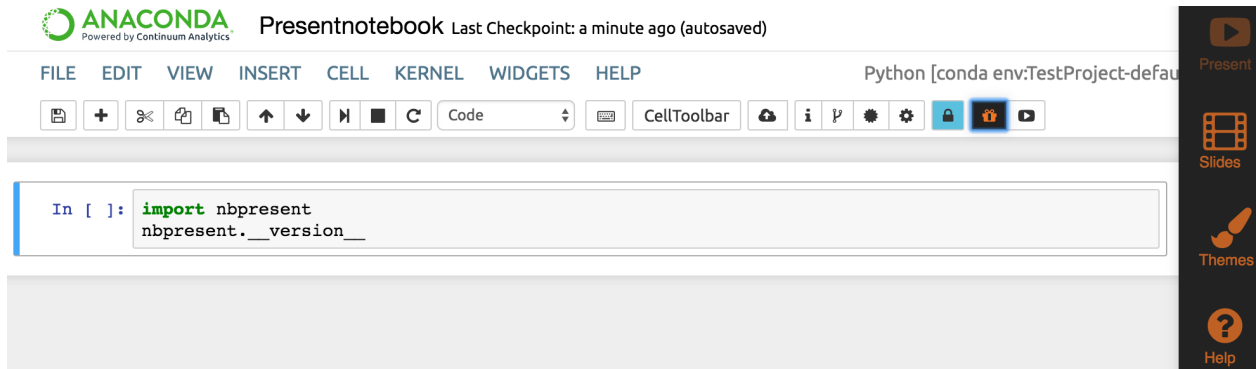 ANACONDA
Powered by Continuum Analytics
Presentnotebook Last Checkpoint: a minute ago (autosaved)
FILE EDIT VIEW INSERT CELL KERNEL WIDGETS HELP
Python [conda env:TestProject-defau
Code
CellToolbar
In [ ]: import nbpresent
nbpresent.__version__
Present
Slides
Themes
Help